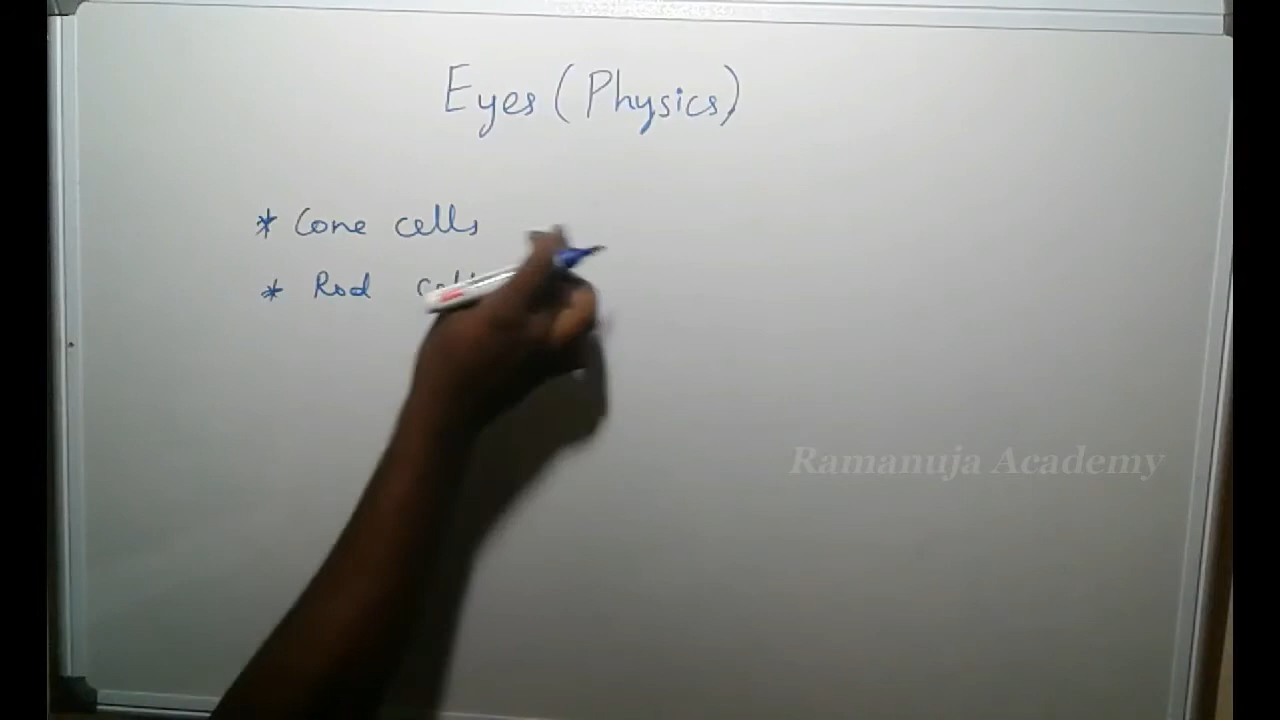 Eyes (Physics)
* Cone cells
* Rod
Ramanuja Academy